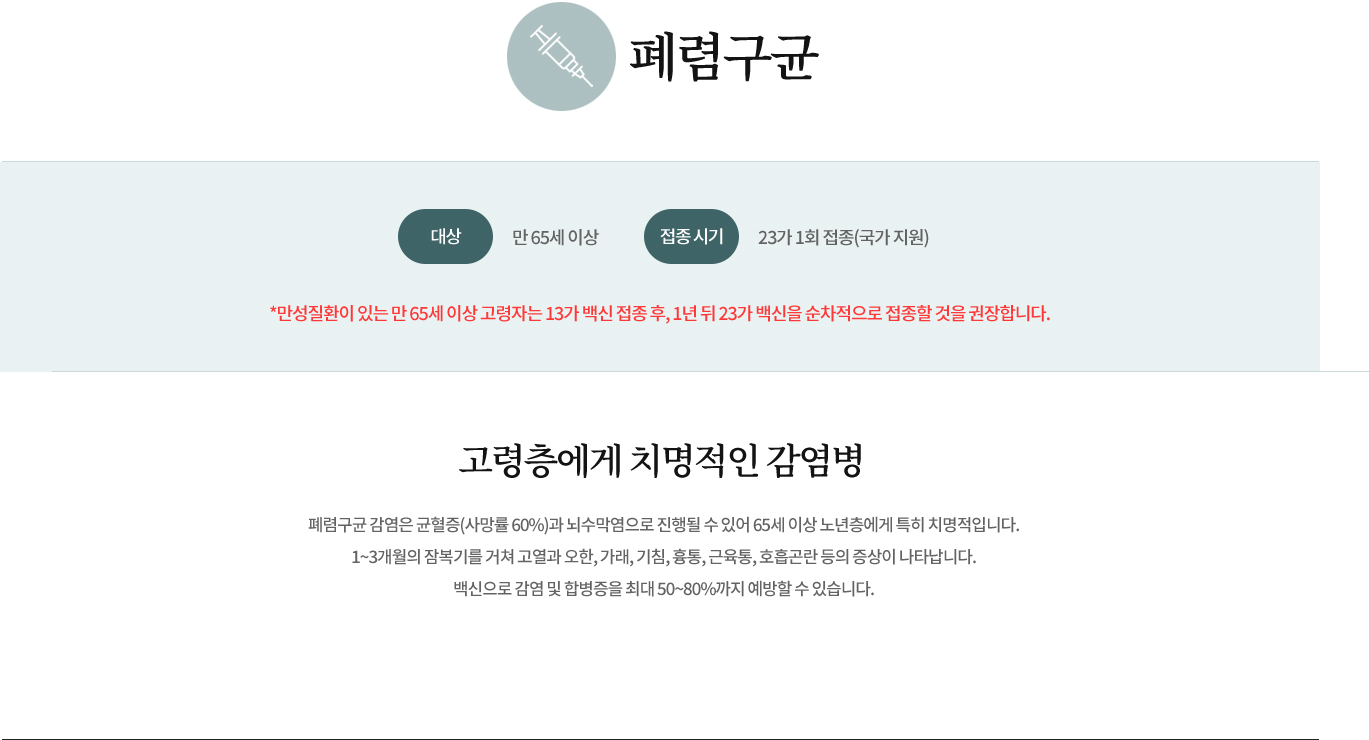 폐렴구균
대상 만 65세 이상 접종 시기 23가 1회 접종(국가 지원)
*만성질환이 있는 만 65세 이상 고령자는 13가 백신 접종 후, 1년 뒤 23가 백신을 순차적으로 접종할 것을 권장합니다.
고령층에게 치명적인 감염병
폐렴구균 감염은 균혈증(사망률 60%)과 뇌수막염으로 진행될 수 있어 65세 이상 노년층에게 특히 치명적입니다.
1~3개월의 잠복기를 거쳐 고열과 오한, 가래, 기침, 흉통, 근육통, 호흡곤란 등의 증상이 나타납니다.
백신으로 감염 및 합병증을 최대 50~80%까지 예방할 수 있습니다.